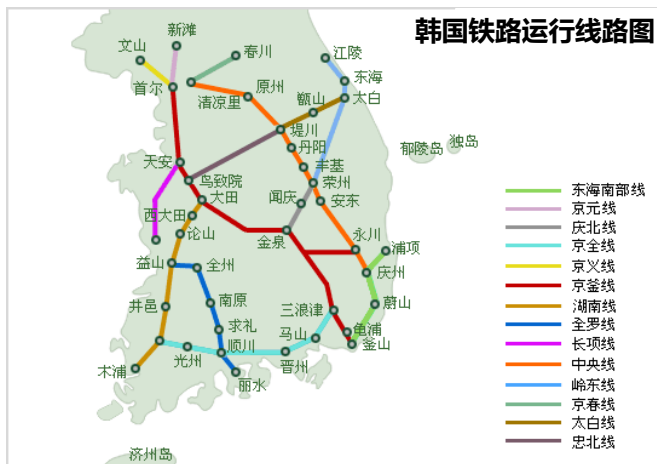 韩国铁路运行线路图
新滩
文山
春川
江陵
首尔
东海
清凉里
原州
甑山
太白
堤川
郁陵岛
独岛
丹阳
天安
丰基
鸟致院
荣州
大田
闻庆
安东
西大田
论山
金泉
永川
浦项
益山
全州
庆州
井邑
南原
三浪津
蔚山
求礼
马山
龟浦
光州
顺川
釜山
木浦
晋州
丽水
济州岛
东海南部线
京元线
庆北线
京全线
京义线
京釜线
湖南线
全罗线
长项线
中央线
岭东线
京春线
太白线
忠北线